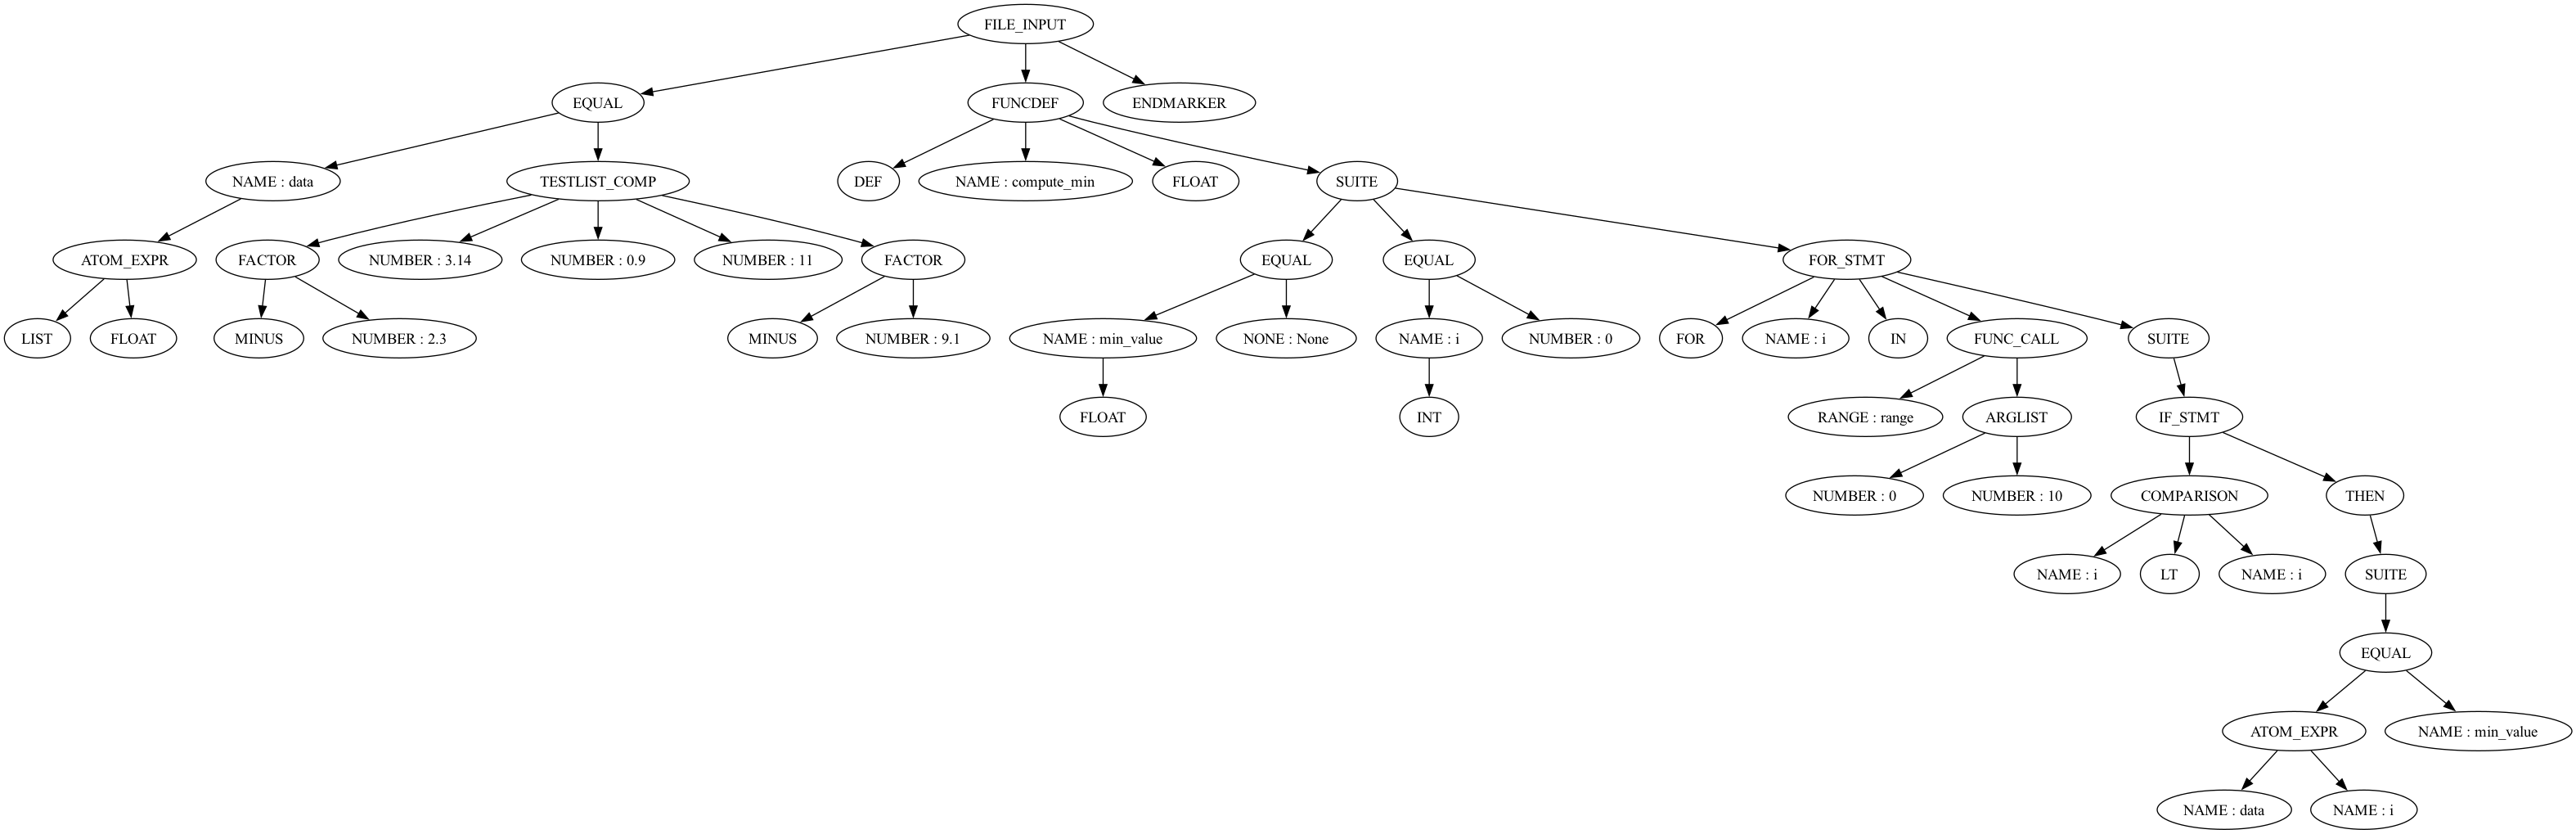 FILE_INPUT
EQUAL
FUNCDEF
ENDMARKER
NAME : data
TESTLIST_COMP
DEF
NAME : compute_min
FLOAT
SUITE
ATOM_EXPR
FACTOR
NUMBER : 3.14
NUMBER : 0.9
NUMBER : 11
FACTOR
EQUAL
EQUAL
FOR_STMT
LIST
FLOAT
MINUS
NUMBER : 2.3
MINUS
NUMBER : 9.1
NAME : min_value
NONE : None
NAME : i
NUMBER : 0
FOR
NAME : i
IN
FUNC_CALL
SUITE
FLOAT
INT
RANGE : range
ARGLIST
IF_STMT
NUMBER : 0
NUMBER : 10
COMPARISON
THEN
NAME : i
LT
NAME : i
SUITE
EQUAL
ATOM_EXPR
NAME : min_value
NAME : data
NAME : i